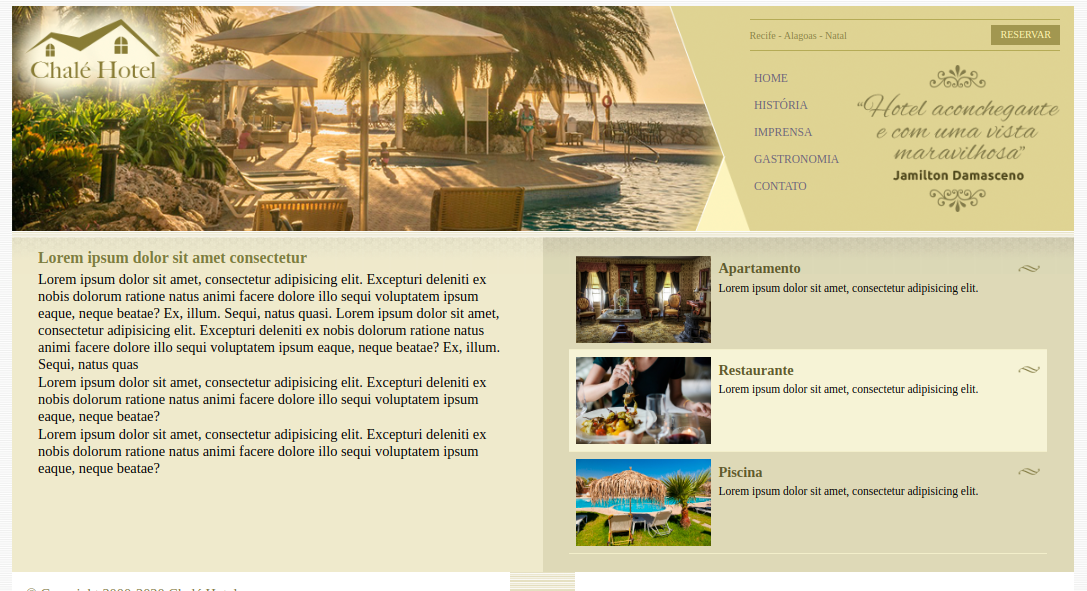 Chalé Hotel
Recife - Alagoas - Natal
RESERVAR
HOME
HISTÓRIA
IMPRENSA
GASTRONOMIA
CONTATO
“Hotel aconchegante
e com uma vista
maravilhosa”
Jamilton Damasceno
Lorem ipsum dolor sit amet consectetur
Lorem ipsum dolor sit amet, consectetur adipisicing elit. Excepturi deleniti ex
nobis dolorum ratione natus animi facere dolore illo sequi voluptatem ipsum
eaque, neque beatae? Ex, illum. Sequi, natus quasi. Lorem ipsum dolor sit amet,
consectetur adipisicing elit. Excepturi deleniti ex nobis dolorum ratione natus
animi facere dolore illo sequi voluptatem ipsum eaque, neque beatae? Ex, illum.
Sequi, natus quas
Lorem ipsum dolor sit amet, consectetur adipisicing elit. Excepturi deleniti ex
nobis dolorum ratione natus animi facere dolore illo sequi voluptatem ipsum
eaque, neque beatae?
Lorem ipsum dolor sit amet, consectetur adipisicing elit. Excepturi deleniti ex
nobis dolorum ratione natus animi facere dolore illo sequi voluptatem ipsum
eaque, neque beatae?
Apartamento
Lorem ipsum dolor sit amet, consectetur adipisicing elit.
Restaurante
Lorem ipsum dolor sit amet, consectetur adipisicing elit.
Piscina
Lorem ipsum dolor sit amet, consectetur adipisicing elit.
© Copyright 2000-2020 Chalé Hotel